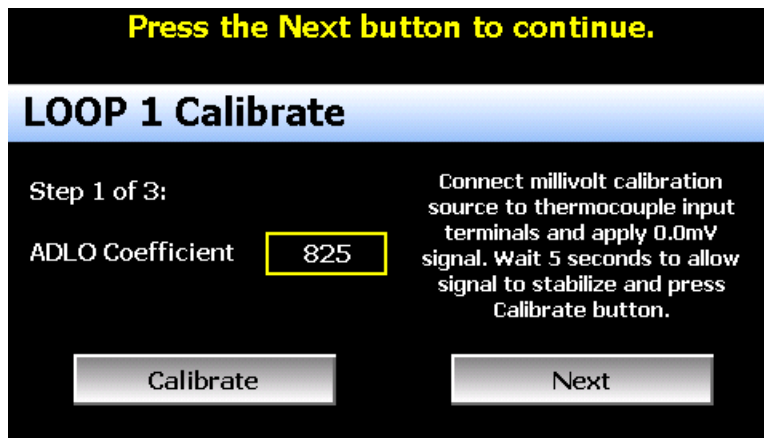 Press the Next button to continue.
LOOP 1 Calibrate
Step 1 of 3:
ADLO Coefficient 825
Connect millivolt calibration
source to thermocouple input
terminals and apply 0.0mV
signal. Wait 5 seconds to allow
signal to stabilize and press
Calibrate button.
Calibrate
Next